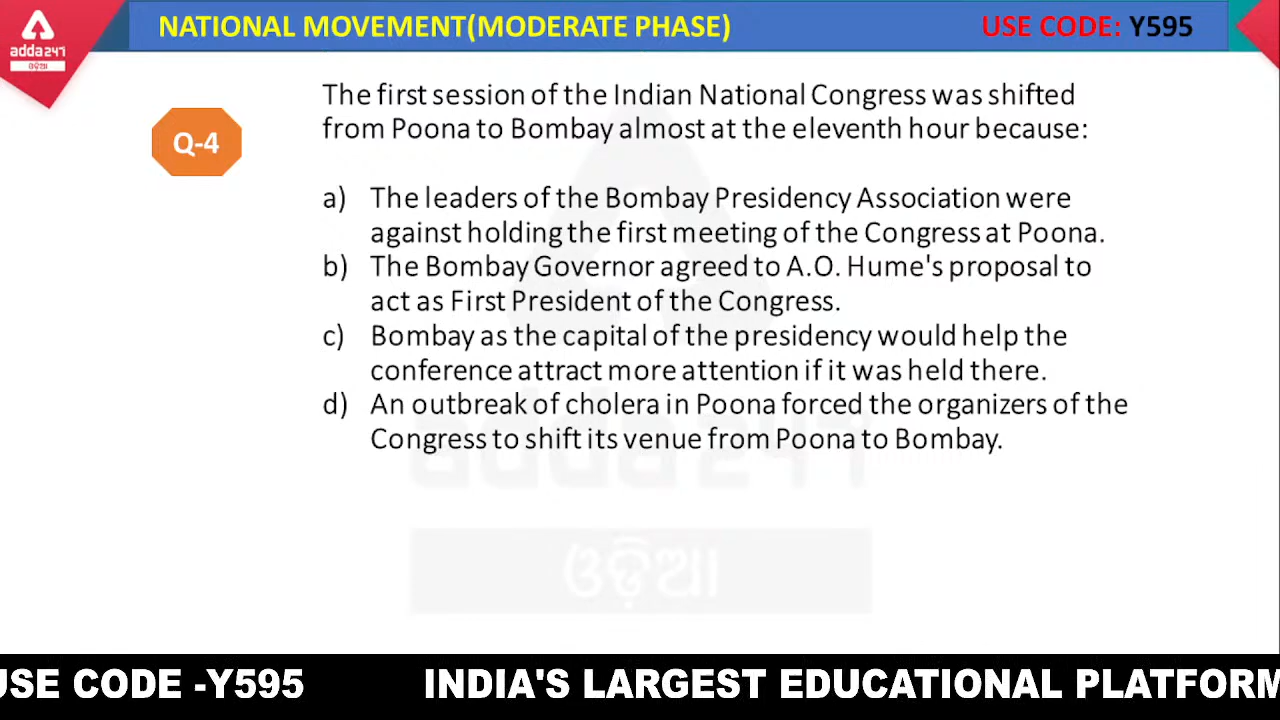 NATIONAL MOVEMENT(MODERATE PHASE)
USE CODE: Y595
adda247
ଓଡ଼ିଆ
Q-4
The first session of the Indian National Congress was shifted
from Poona to Bombay almost at the eleventh hour because:
a) The leaders of the Bombay Presidency Association were
against holding the first meeting of the Congress at Poona.
b) The Bombay Governor agreed to A.O. Hume's proposal to
act as First President of the Congress.
c) Bombay as the capital of the presidency would help the
conference attract more attention if it was held there.
d) An outbreak of cholera in Poona forced the organizers of the
Congress to shift its venue from Poona to Bombay.
adda247
ଓଡ଼ିଆ
USE CODE -Y595
INDIA'S LARGEST EDUCATIONAL PLATFORM